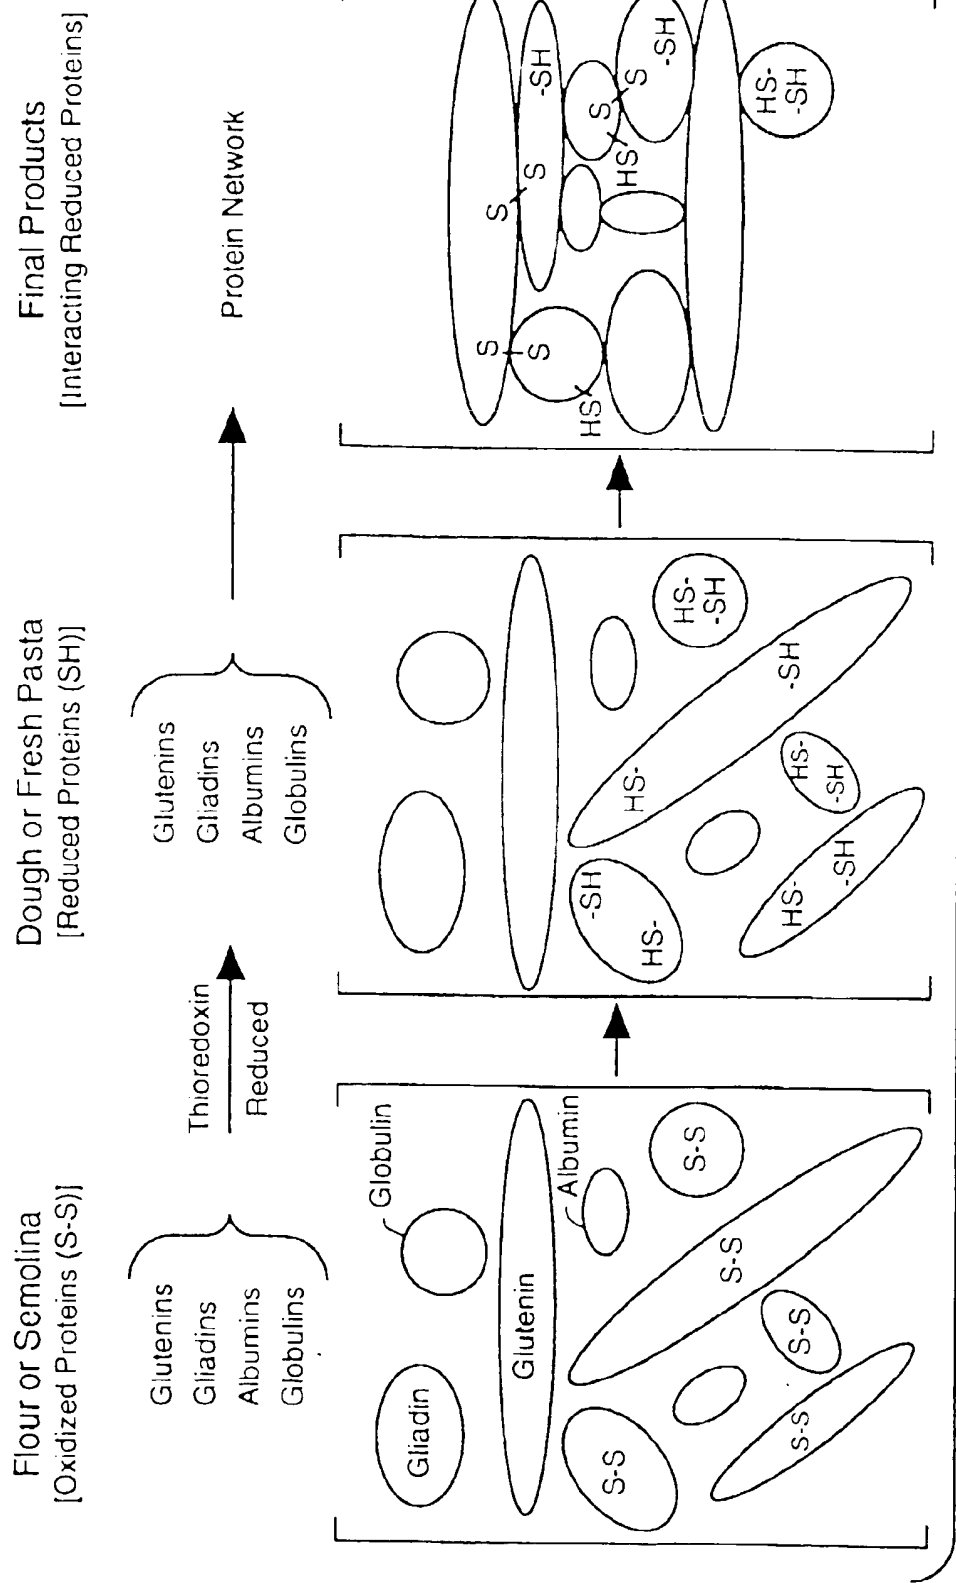 Flour or Semolina
[Oxidized Proteins (S-S)]
Glutenins
Gliadins
Albumins
Globulins
Thioredoxin
Reduced
Dough or Fresh Pasta
[Reduced Proteins (SH)]
Glutenins
Gliadins
Albumins
Globulins
Final Products
[Interacting Reduced Proteins]
Protein Network
Gliadin
Globulin
Glutenin
Albumin
S-S
S-S
S-S
S-S
S-S
-SH
HS-
HS-
-SH
HS-
-SH
HS-
-SH
HS-
-SH
S
S
HS
S
S
-SH
S
S
HS
-SH
HS-
-SH